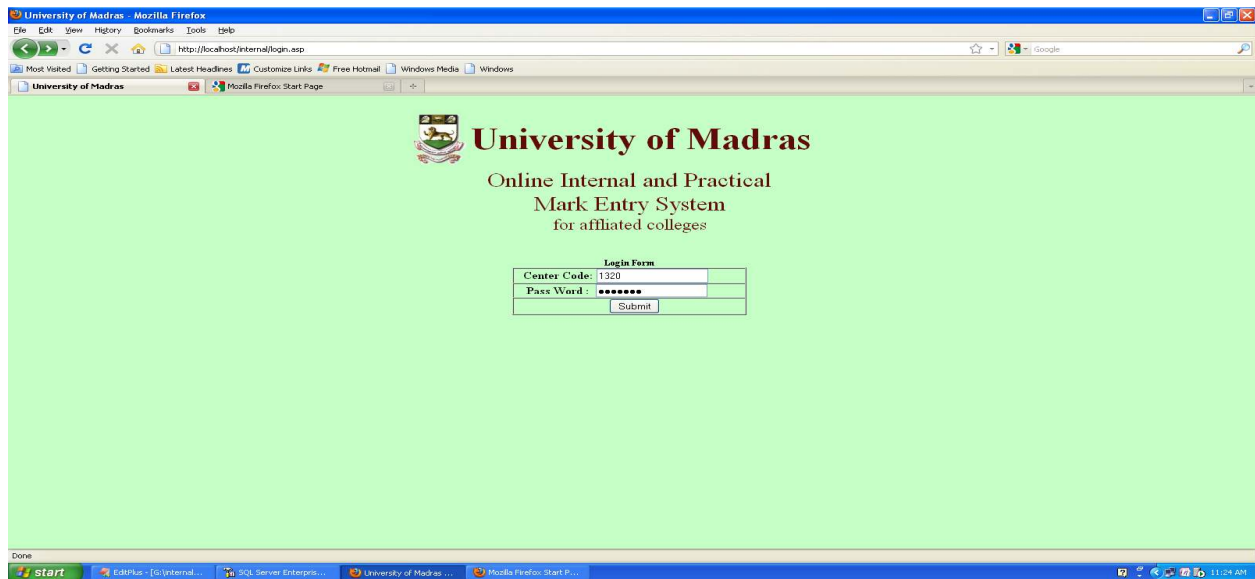 University of Madras - Mozilla Firefox
File Edit View History Bookmarks Tools Help
http://localhost/internal/login.asp
Google
Most Visited Getting Started Latest Headlines Customize Links Free Hotmail Windows Media Windows
University of Madras Mozilla Firefox Start Page
University of Madras
Online Internal and Practical
Mark Entry System
for affliated colleges
Login Form
Center Code: 1320
Pass Word : •••••••
Submit
Done
start EditPlus - [G:\internal... SQL Server Enterpris... University of Madras ... Mozilla Firefox Start P... 11:24 AM